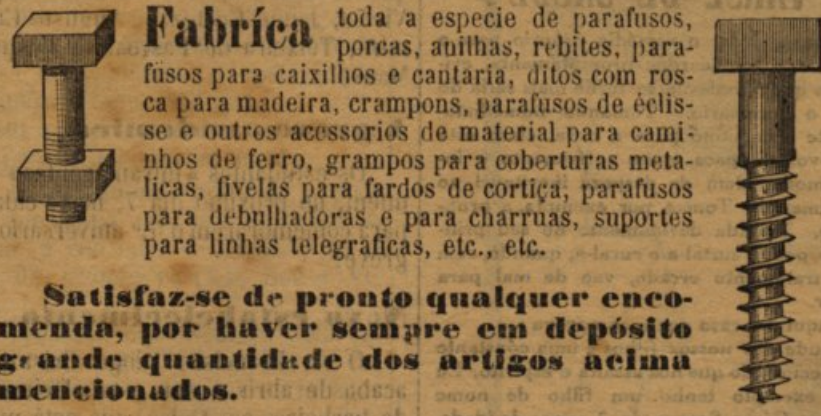 Fabríca toda a especie de parafusos,
porcas, anilhas, rebites, para-
fusos para caixilhos e cantaria, ditos com ros-
ca para madeira, crampons, parafusos de éclis-
se e outros acessorios de material para cami-
nhos de ferro, grampos para coberturas meta-
licas, fivelas para fardos de cortiça, parafusos
para debulhadoras e para charruas, suportes
para linhas telegraficas, etc., etc.
Satisfaz-se de pronto qualquer enco-
menda, por haver sempre em depósito
grande quantidade dos artigos acima
mencionados.